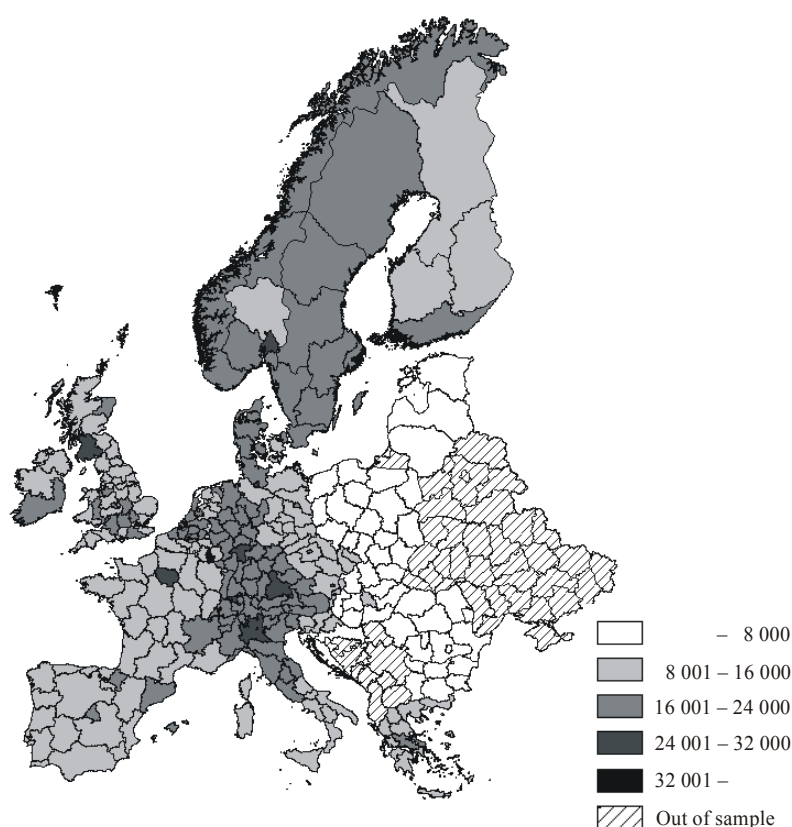 – 8 000
8 001 – 16 000
16 001 – 24 000
24 001 – 32 000
32 001 –
Out of sample